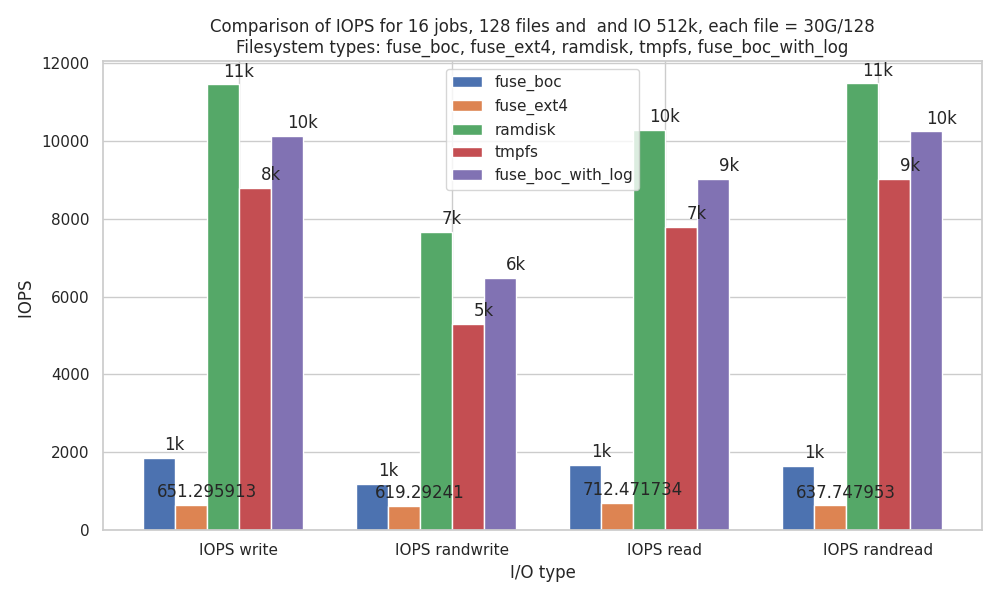 Comparison of IOPS for 16 jobs, 128 files and  and IO 512k, each file = 30G/128
Filesystem types: fuse_boc, fuse_ext4, ramdisk, tmpfs, fuse_boc_with_log
12000
10000
8000
6000
4000
2000
0
IOPS
fuse_boc
fuse_ext4
ramdisk
tmpfs
fuse_boc_with_log
1k
651.295913
11k
8k
10k
1k
619.29241
7k
5k
6k
1k
712.471734
10k
7k
9k
1k
637.747953
11k
9k
10k
IOPS write
IOPS randwrite
IOPS read
IOPS randread
I/O type